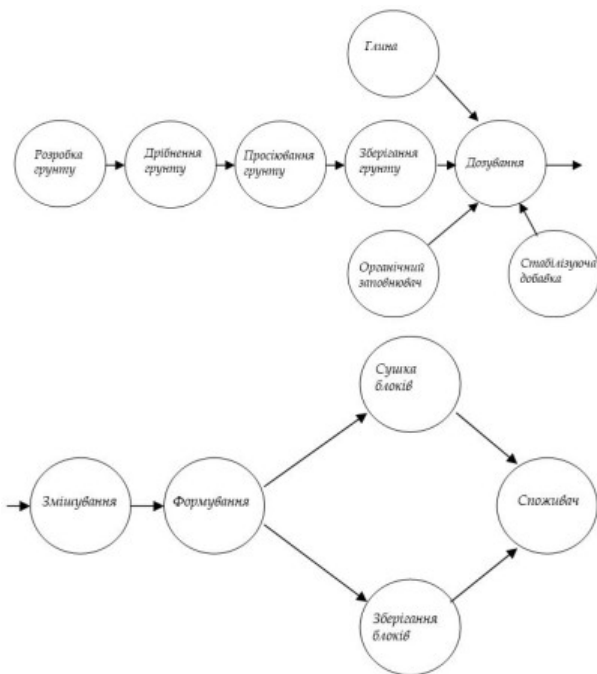 Глина
Розробка
грунту
Дрібнення
грунту
Просіювання
грунту
Зберігання
грунту
Дозування
Органічний
заповнювач
Стабілізуюча
добавка
Сушка
блоків
Змішування
Формування
Споживач
Зберігання
блоків